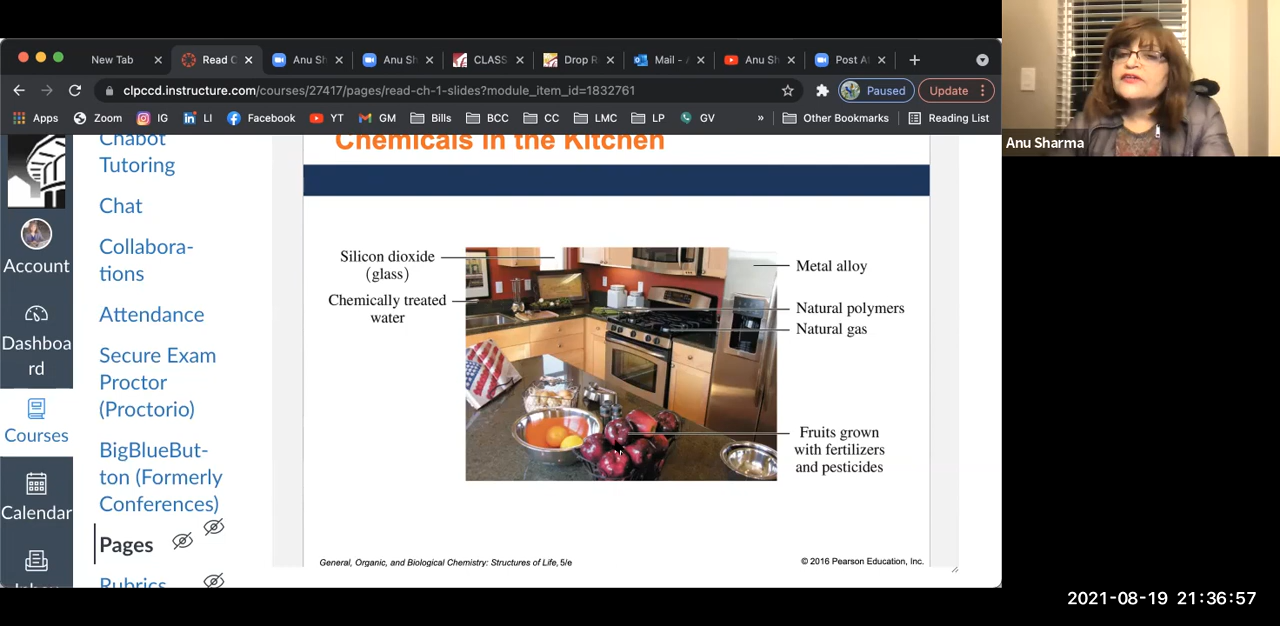 New Tab
Read C
Anu Sh
Anu Sh
CLASS
Drop R
Mail - A
Anu Sh
Post At
clpccd.instructure.com/courses/27417/pages/read-ch-1-slides?module_item_id=1832761
Paused
Update
Apps
Zoom
IG
LI
Facebook
YT
GM
Bills
BCC
CC
LMC
LP
GV
»
Other Bookmarks
Reading List
Anu Sharma
Chabot
Tutoring
Chat
Collabora-
tions
Attendance
Secure Exam
Proctor
(Proctorio)
BigBlueBut-
ton (Formerly
Conferences)
Pages
Rubrics
Account
Dashboa
rd
Courses
Calendar
Inbox
Chemicals in the Kitchen
Silicon dioxide
(glass)
Chemically treated
water
Metal alloy
Natural polymers
Natural gas
Fruits grown
with fertilizers
and pesticides
General, Organic, and Biological Chemistry: Structures of Life, 5/e
© 2016 Pearson Education, Inc.
2021-08-19 21:36:57